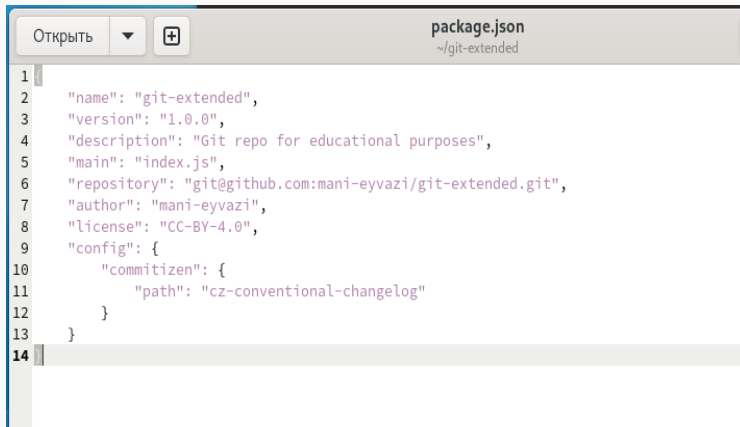 Открыть
package.json
~/git-extended
1 {
2 "name": "git-extended",
3 "version": "1.0.0",
4 "description": "Git repo for educational purposes",
5 "main": "index.js",
6 "repository": "git@github.com:mani-eyvazi/git-extended.git",
7 "author": "mani-eyvazi",
8 "license": "CC-BY-4.0",
9 "config": {
10 "commitizen": {
11 "path": "cz-conventional-changelog"
12 }
13 }
14 }